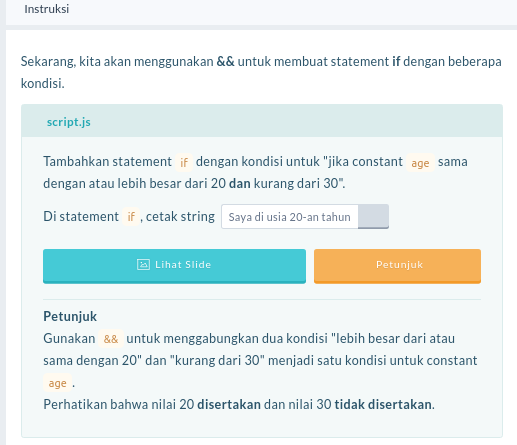 Instruksi
Sekarang, kita akan menggunakan && untuk membuat statement if dengan beberapa
kondisi.
script.js
Tambahkan statement if dengan kondisi untuk "jika constant age sama
dengan atau lebih besar dari 20 dan kurang dari 30".
Di statement if , cetak string Saya di usia 20-an tahun
Lihat Slide
Petunjuk
Petunjuk
Gunakan && untuk menggabungkan dua kondisi "lebih besar dari atau
sama dengan 20" dan "kurang dari 30" menjadi satu kondisi untuk constant
age .
Perhatikan bahwa nilai 20 disertakan dan nilai 30 tidak disertakan.